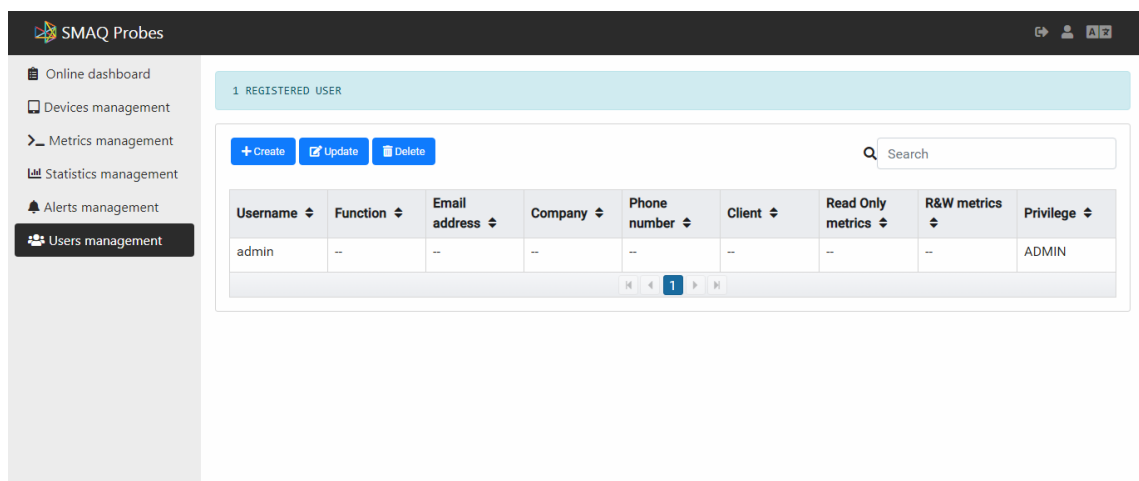 SMAQ Probes
A
Online dashboard
Devices management
Metrics management
Statistics management
Alerts management
Users management
1 REGISTERED USER
Create Update Delete
Search
Username Function Email address Company Phone number Client Read Only metrics R&W metrics Privilege
admin -- -- -- -- -- -- -- ADMIN
1